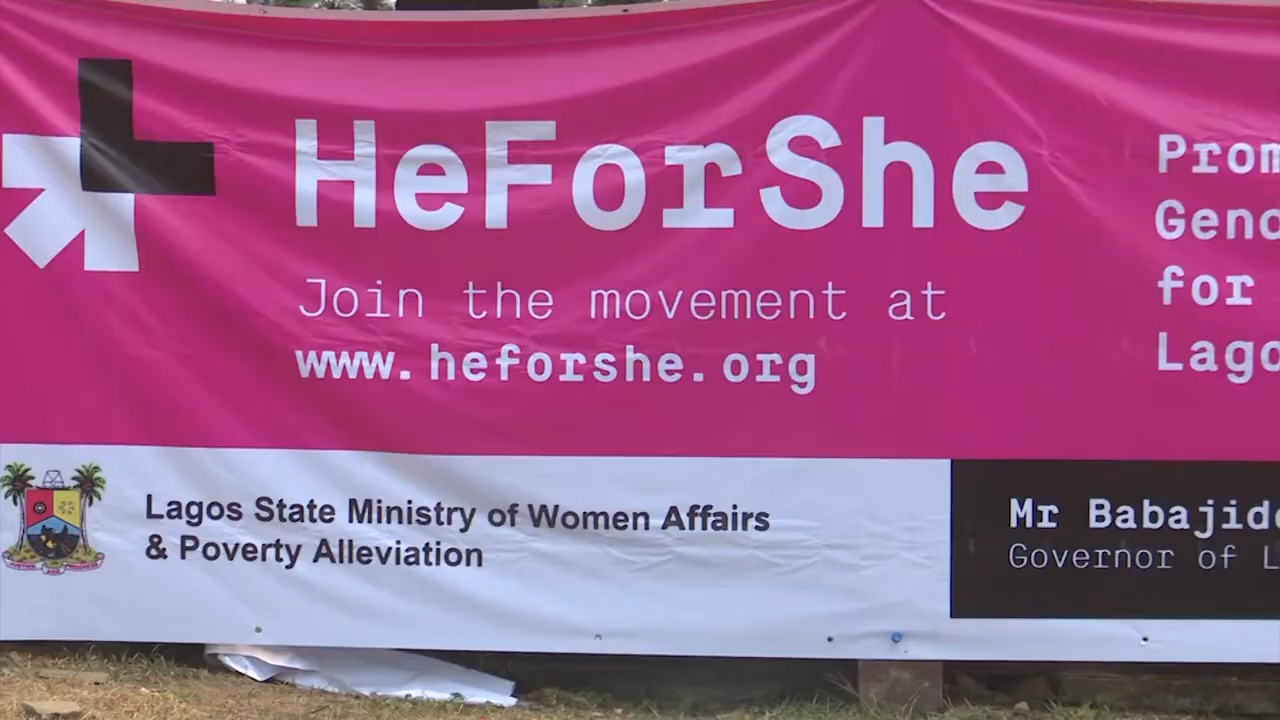 HeForShe
Join the movement at
www.heforshe.org
Prom
Gend
for
Lago
Lagos State Ministry of Women Affairs
& Poverty Alleviation
Mr Babajide
Governor of L